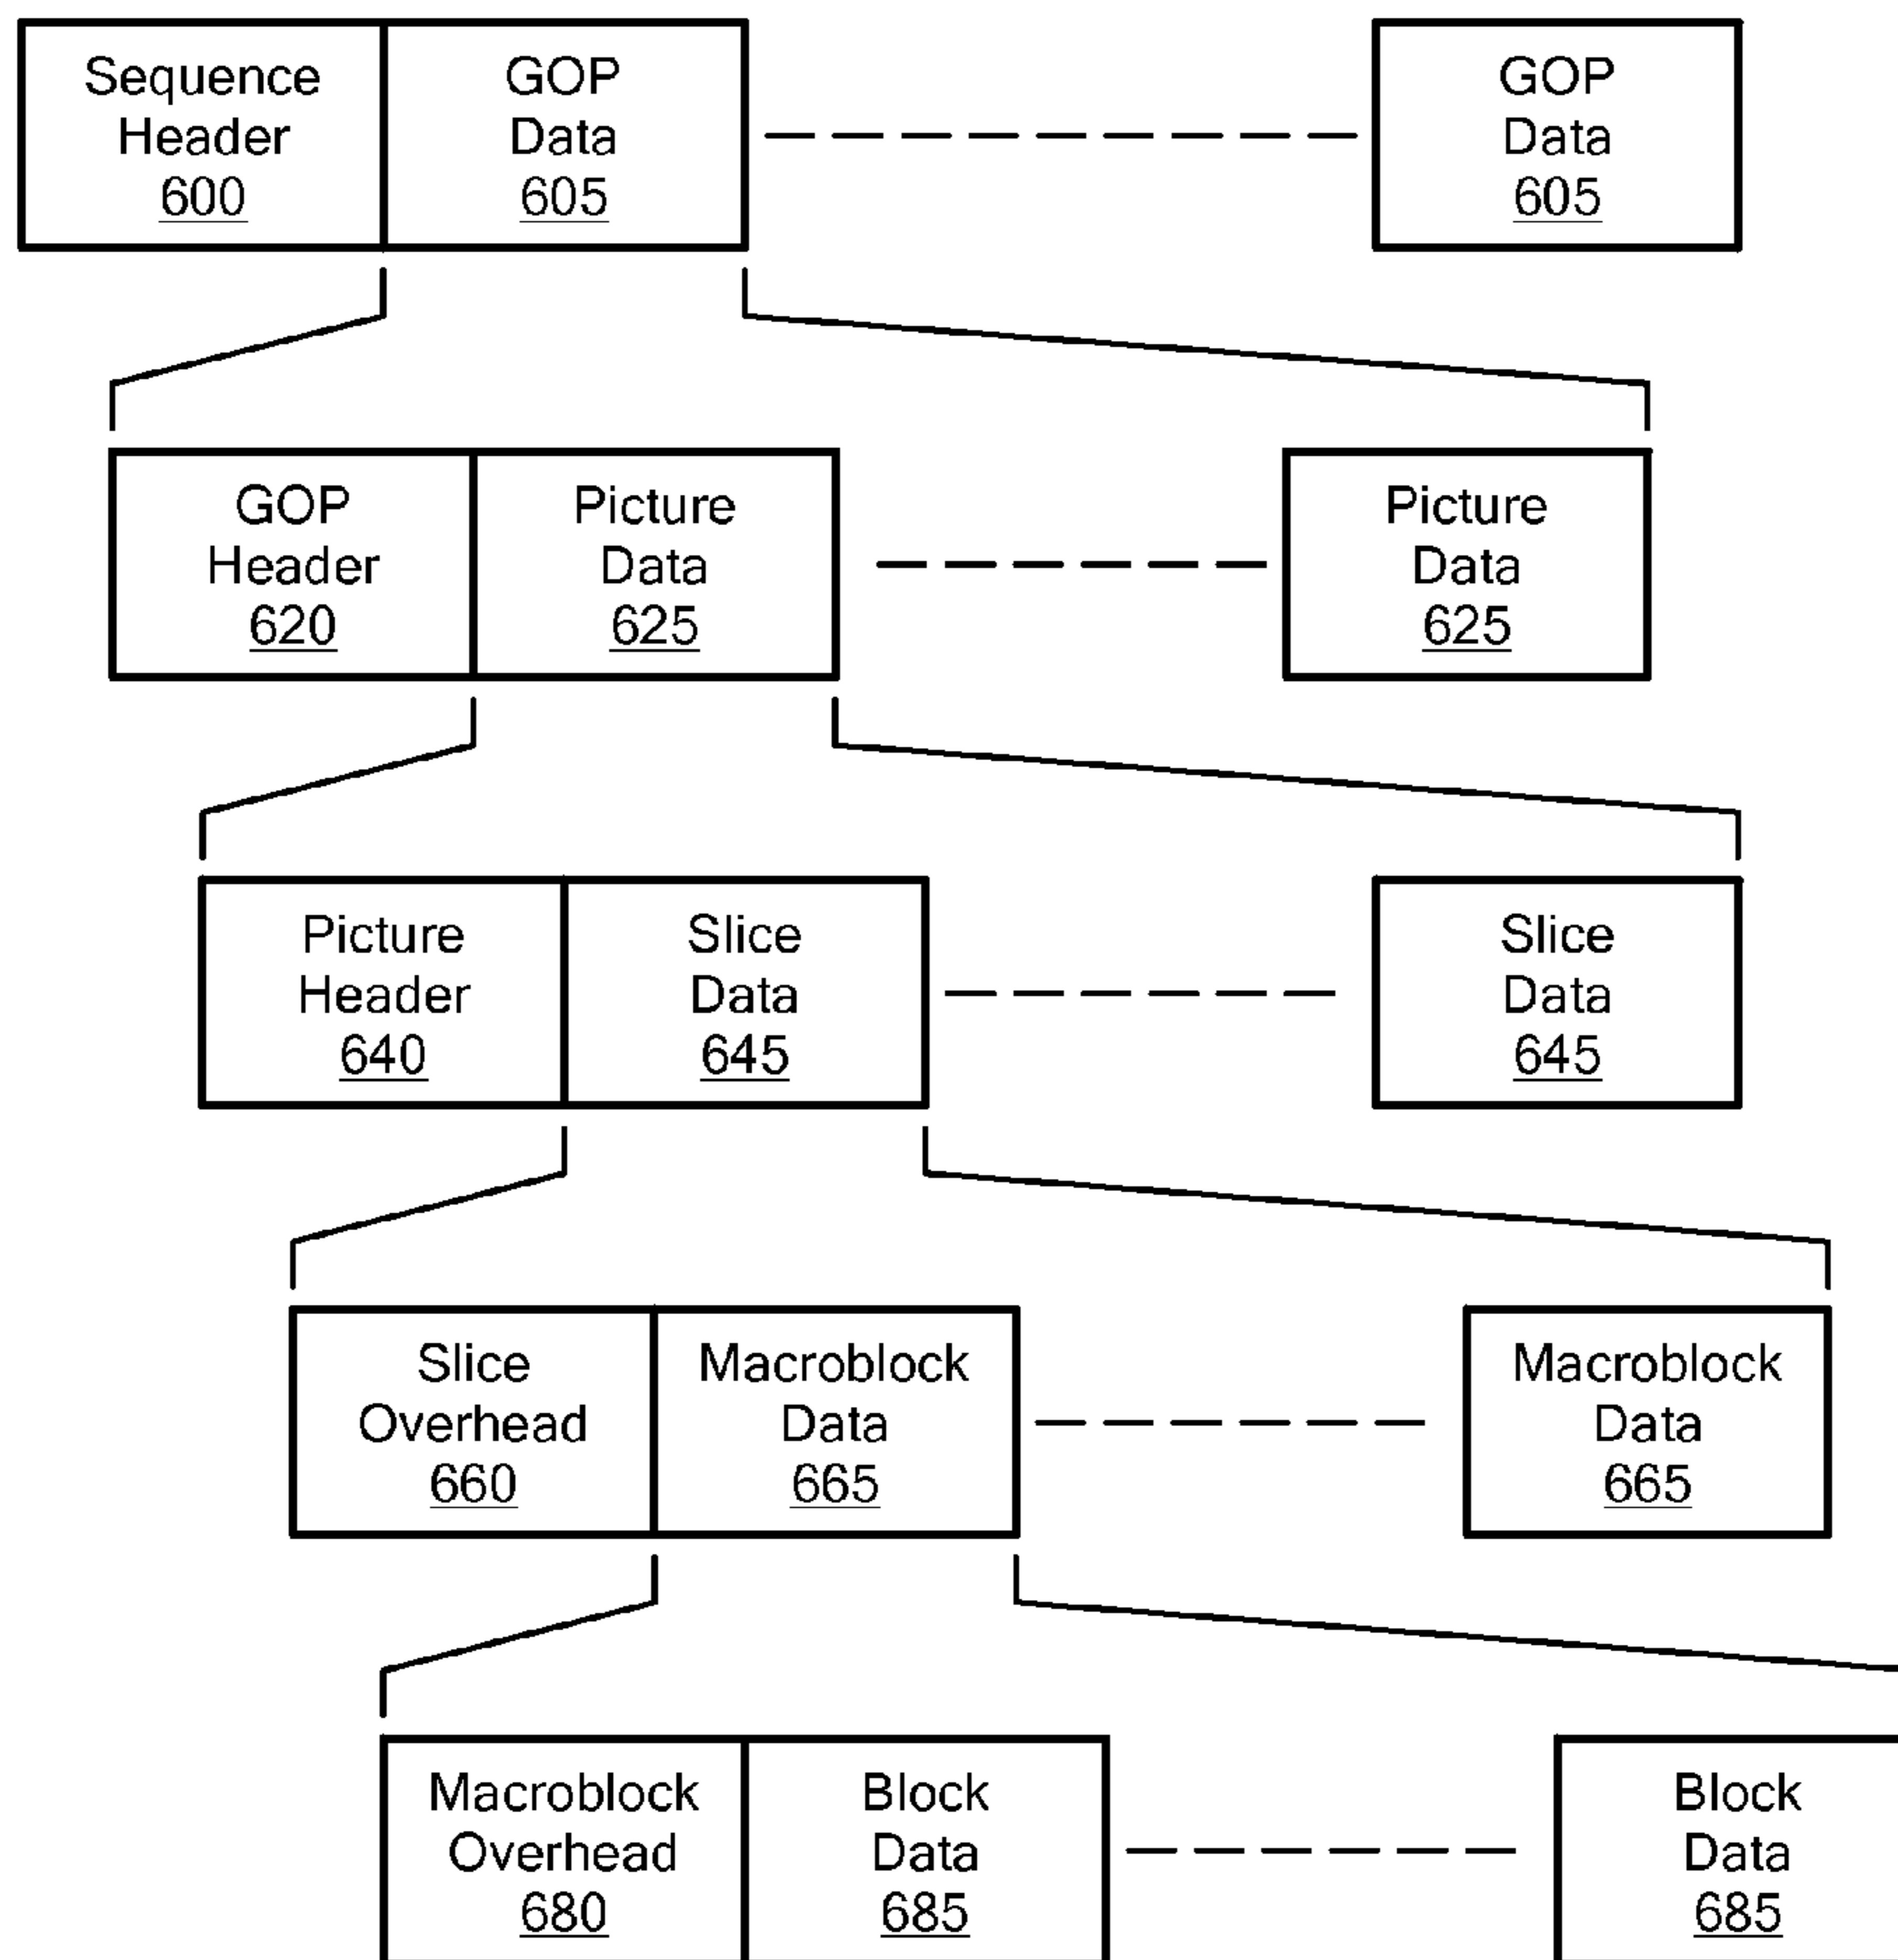 Sequence
Header
600
GOP
Data
605
GOP
Data
605
GOP
Header
620
Picture
Data
625
Picture
Data
625
Picture
Header
640
Slice
Data
645
Slice
Data
645
Slice
Overhead
660
Macroblock
Data
665
Macroblock
Data
665
Macroblock
Overhead
680
Block
Data
685
Block
Data
685